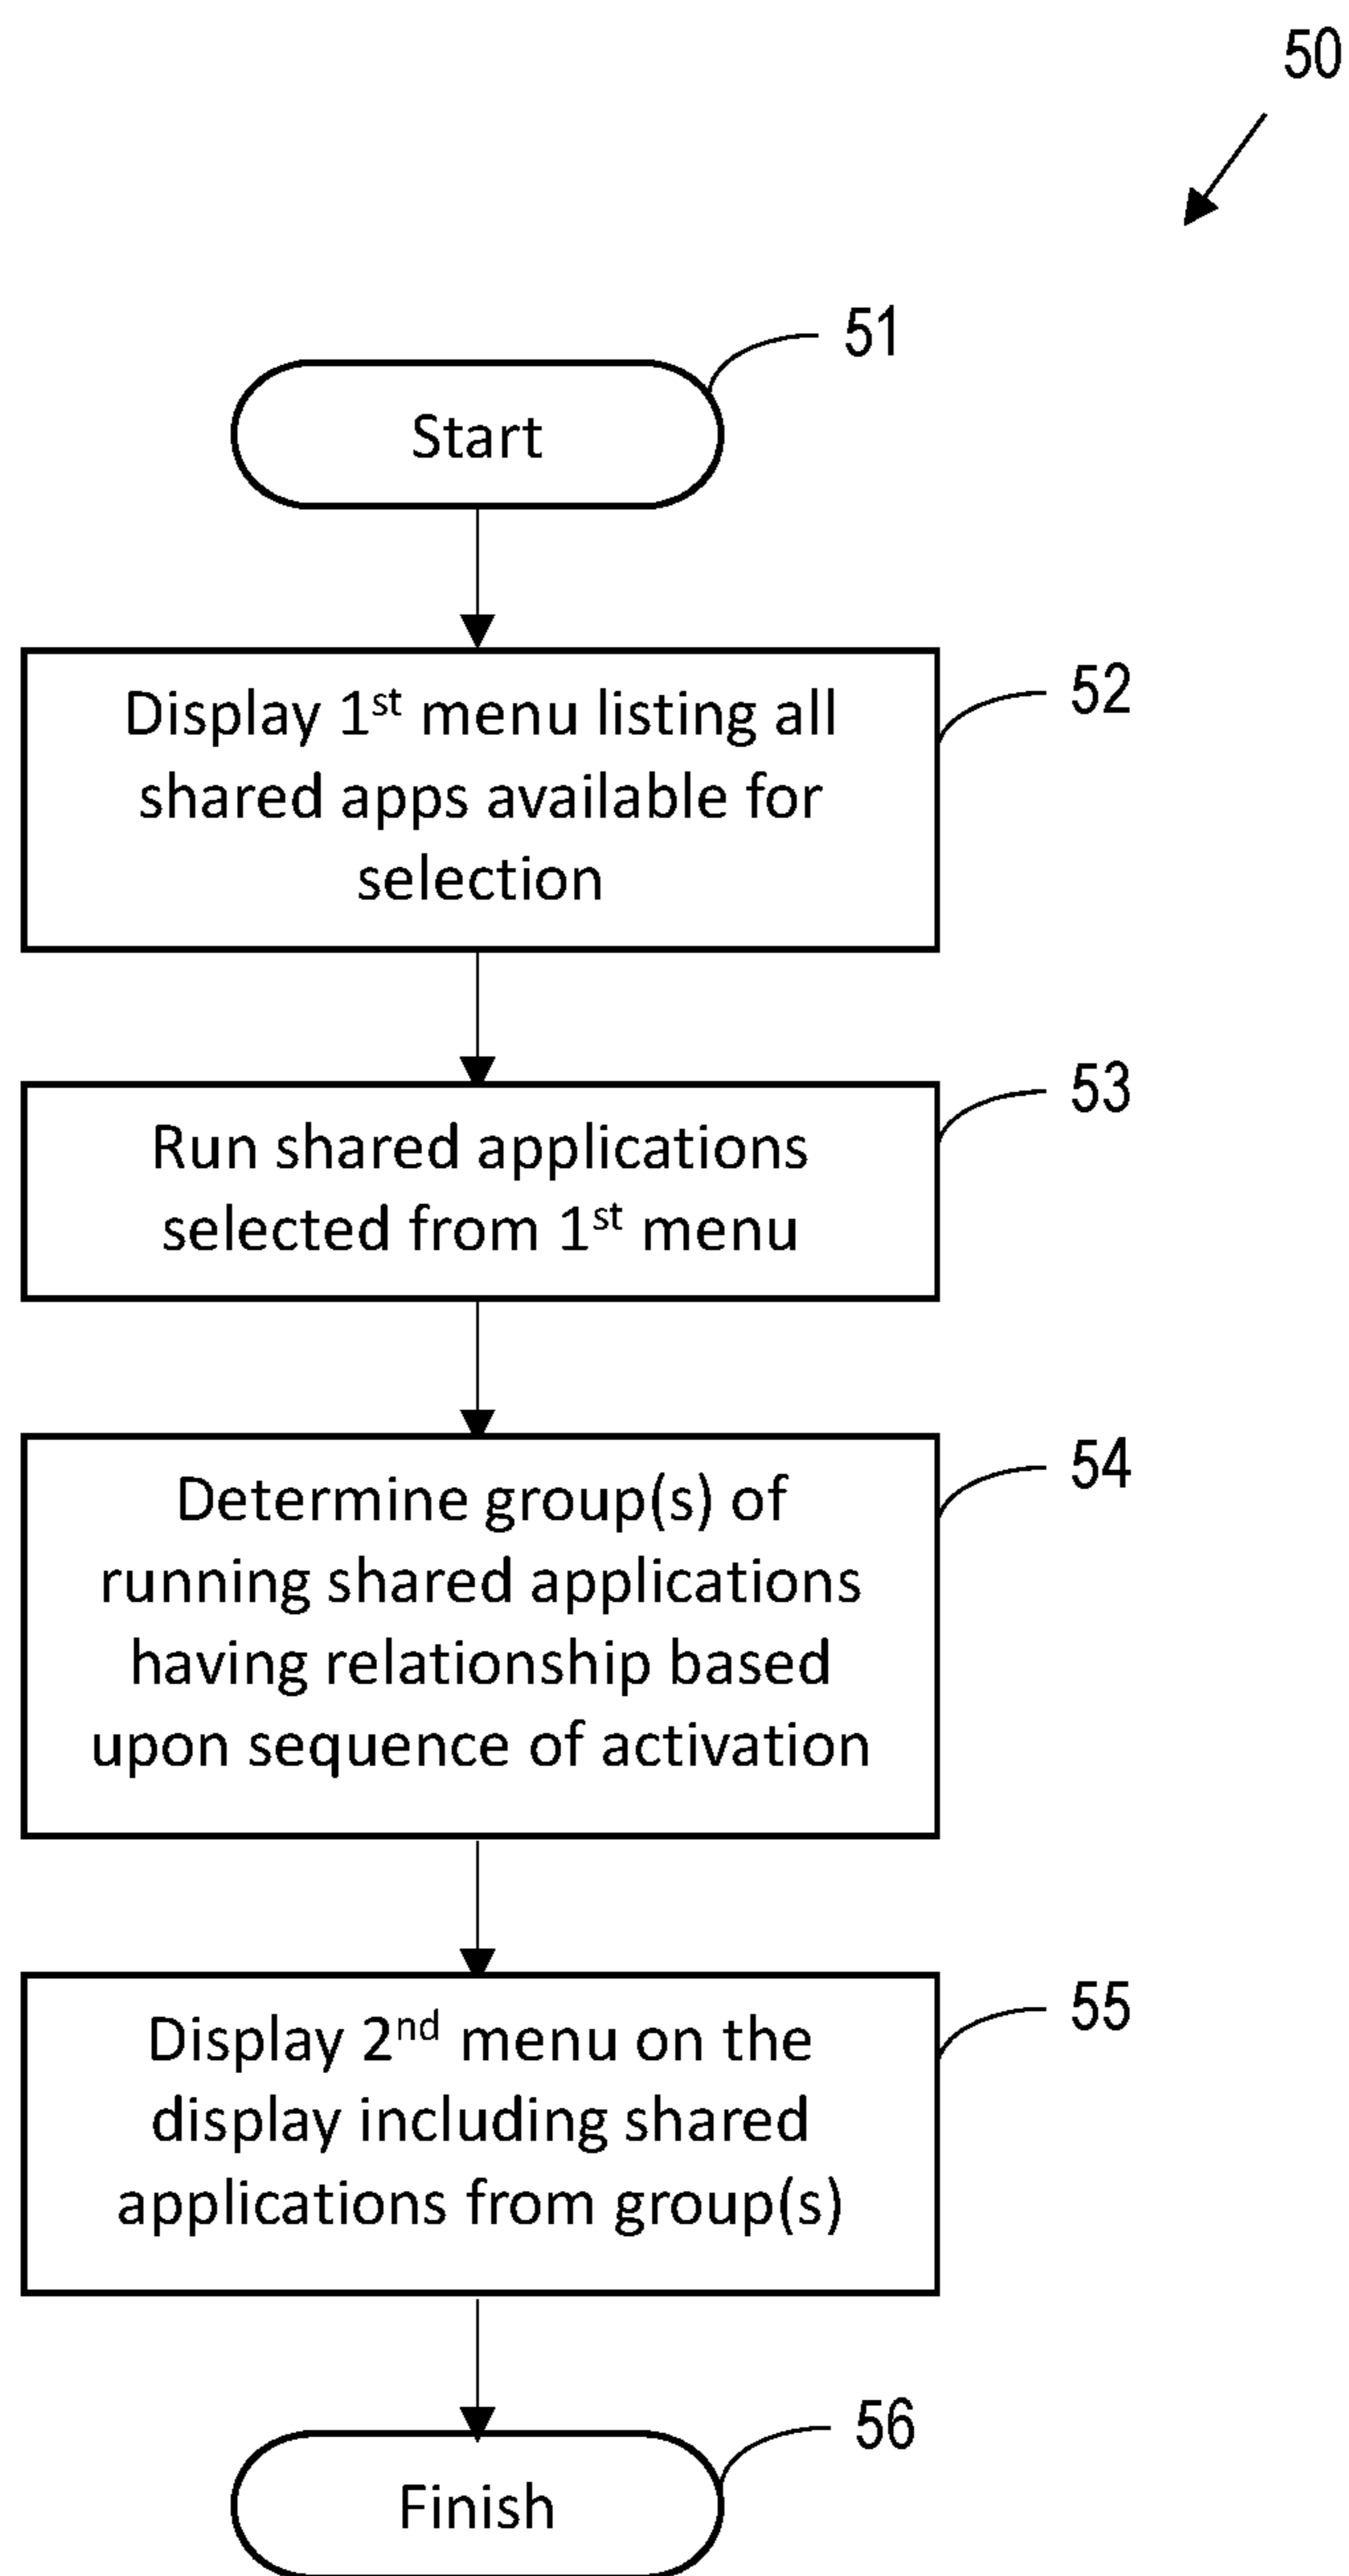 50
51
Start
52
Display 1st menu listing all
shared apps available for
selection
53
Run shared applications
selected from 1st menu
54
Determine group(s) of
running shared applications
having relationship based
upon sequence of activation
55
Display 2nd menu on the
display including shared
applications from group(s)
56
Finish